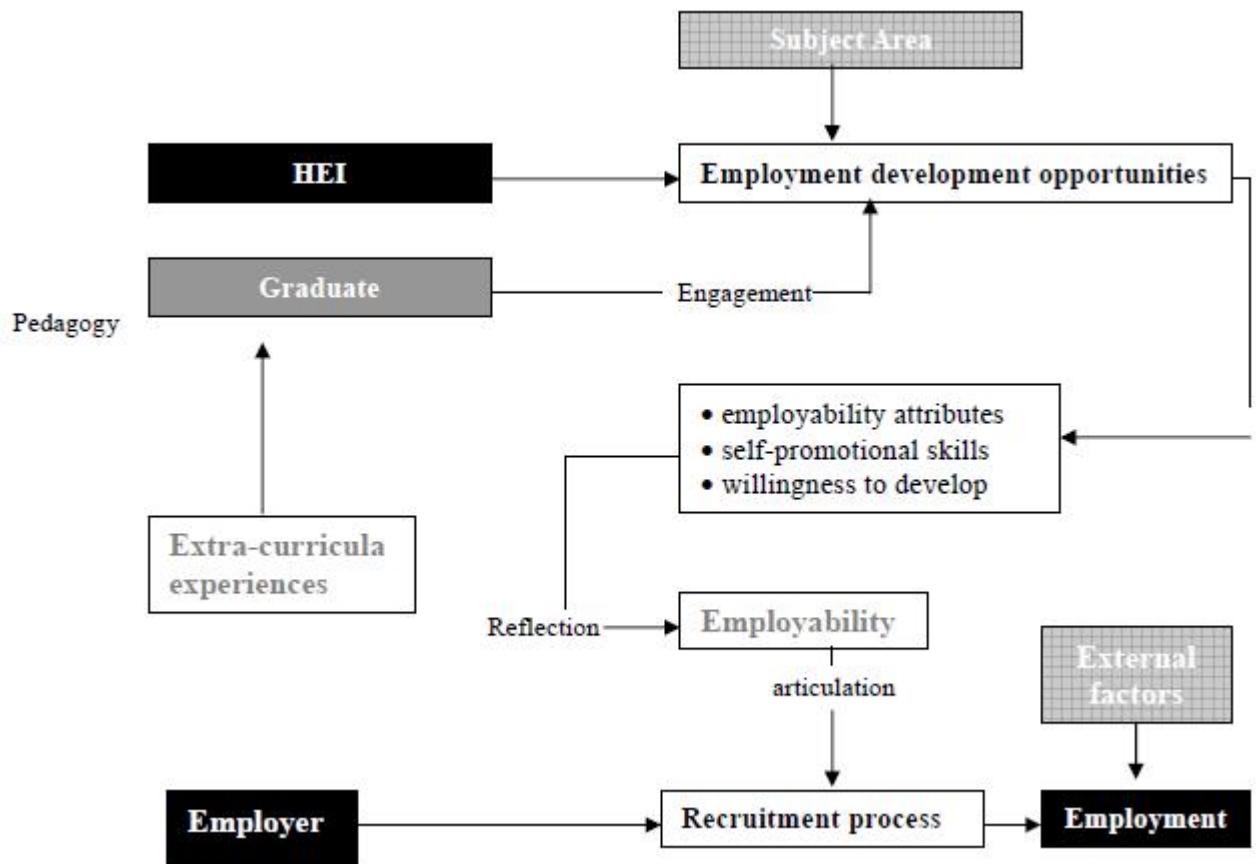 Subject Area
HEI
Employment development opportunities
Graduate
Engagement
Pedagogy
• employability attributes
• self-promotional skills
• willingness to develop
Extra-curricula
experiences
Reflection
Employability
articulation
External
factors
Employer
Recruitment process
Employment